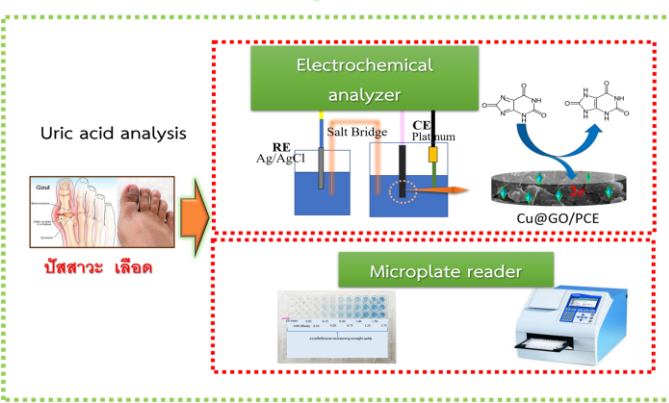 Electrochemical
analyzer
Uric acid analysis
RE
Ag/AgCl
Salt Bridge
CE
Platinum
Gout
ปัสสาวะ เลือด
Cu@GO/PCE
Microplate reader